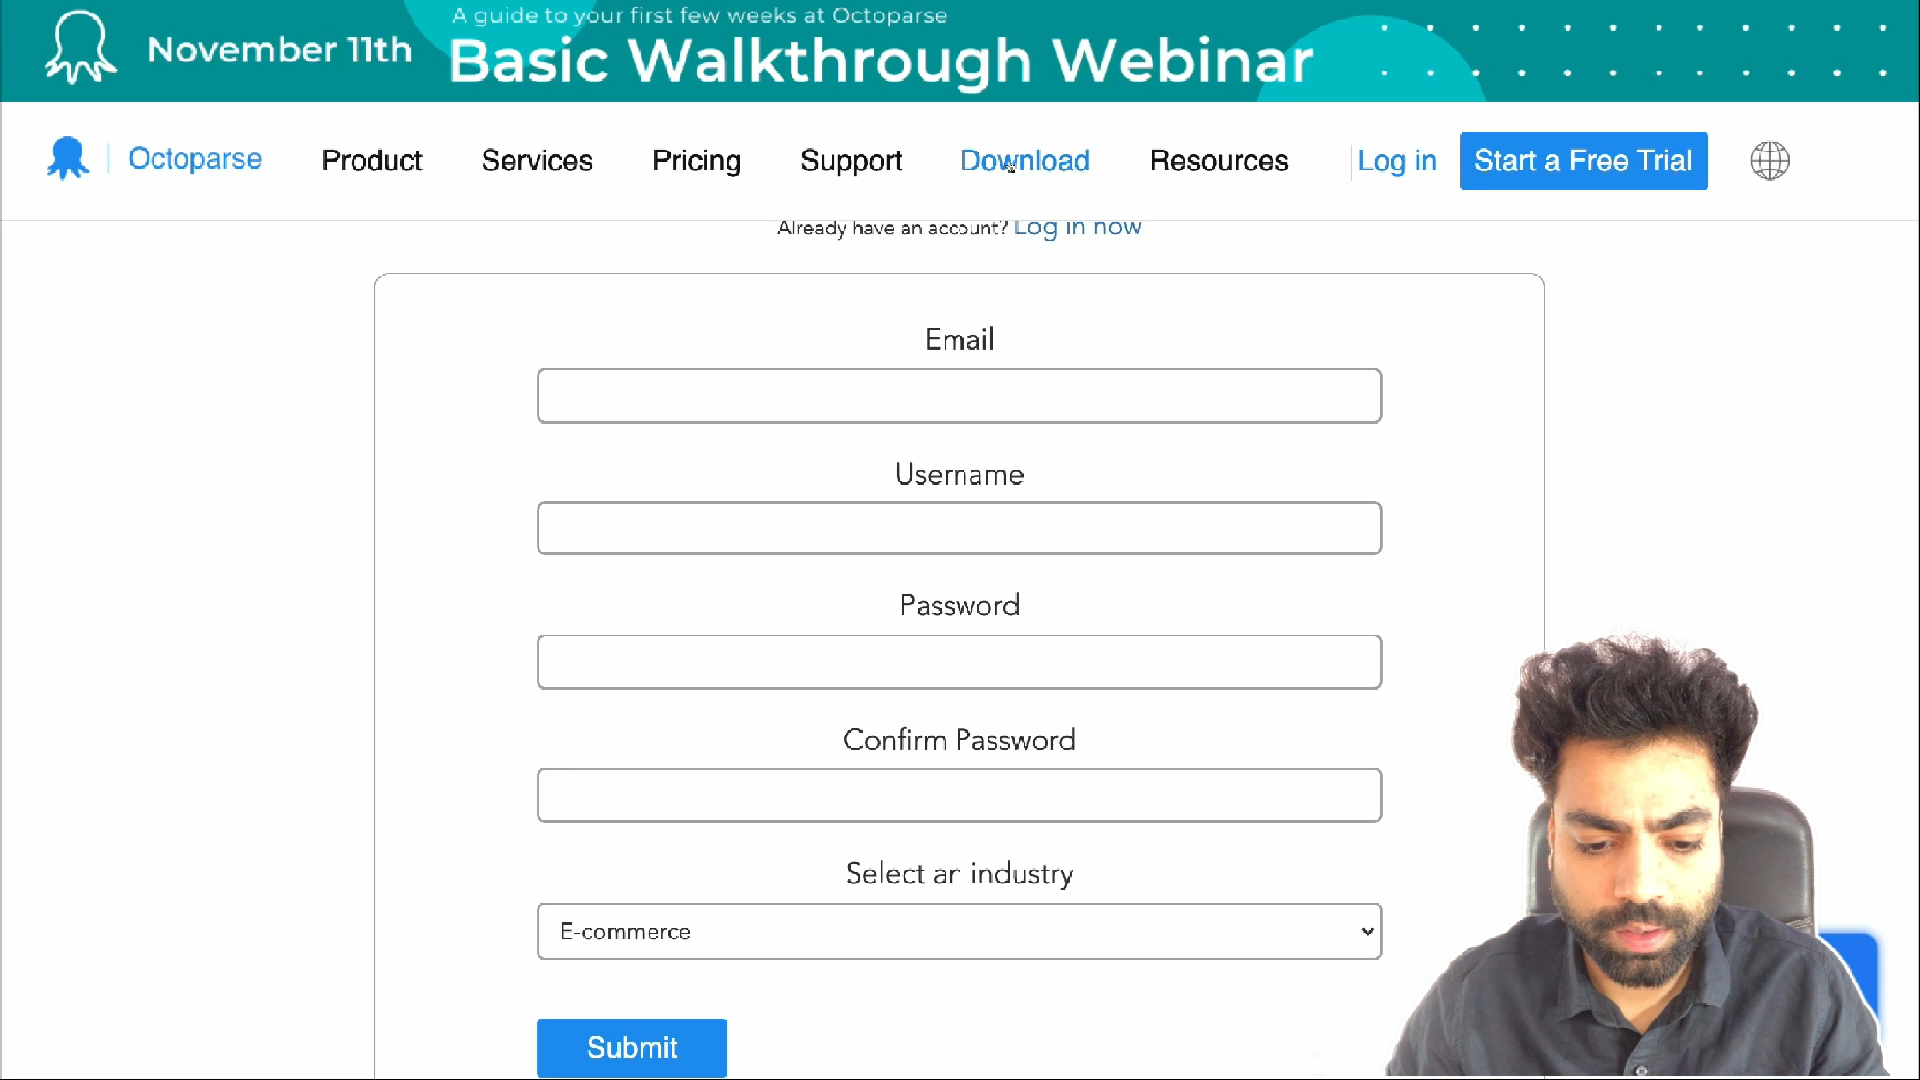 November 11th
A guide to your first few weeks at Octoparse
Basic Walkthrough Webinar
Octoparse Product Services Pricing Support Download Resources Log in Start a Free Trial
Already have an account? Log in now
Email
Username
Password
Confirm Password
Select an industry
E-commerce
Submit